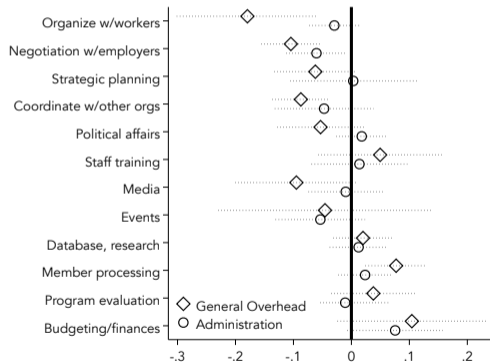 Organize w/workers
Negotiation w/employers
Strategic planning
Coordinate w/other orgs
Political affairs
Staff training
Media
Events
Database, research
Member processing
Program evaluation
Budgeting/finances
General Overhead
Administration
-.3 -.2 -.1 0 .1 .2